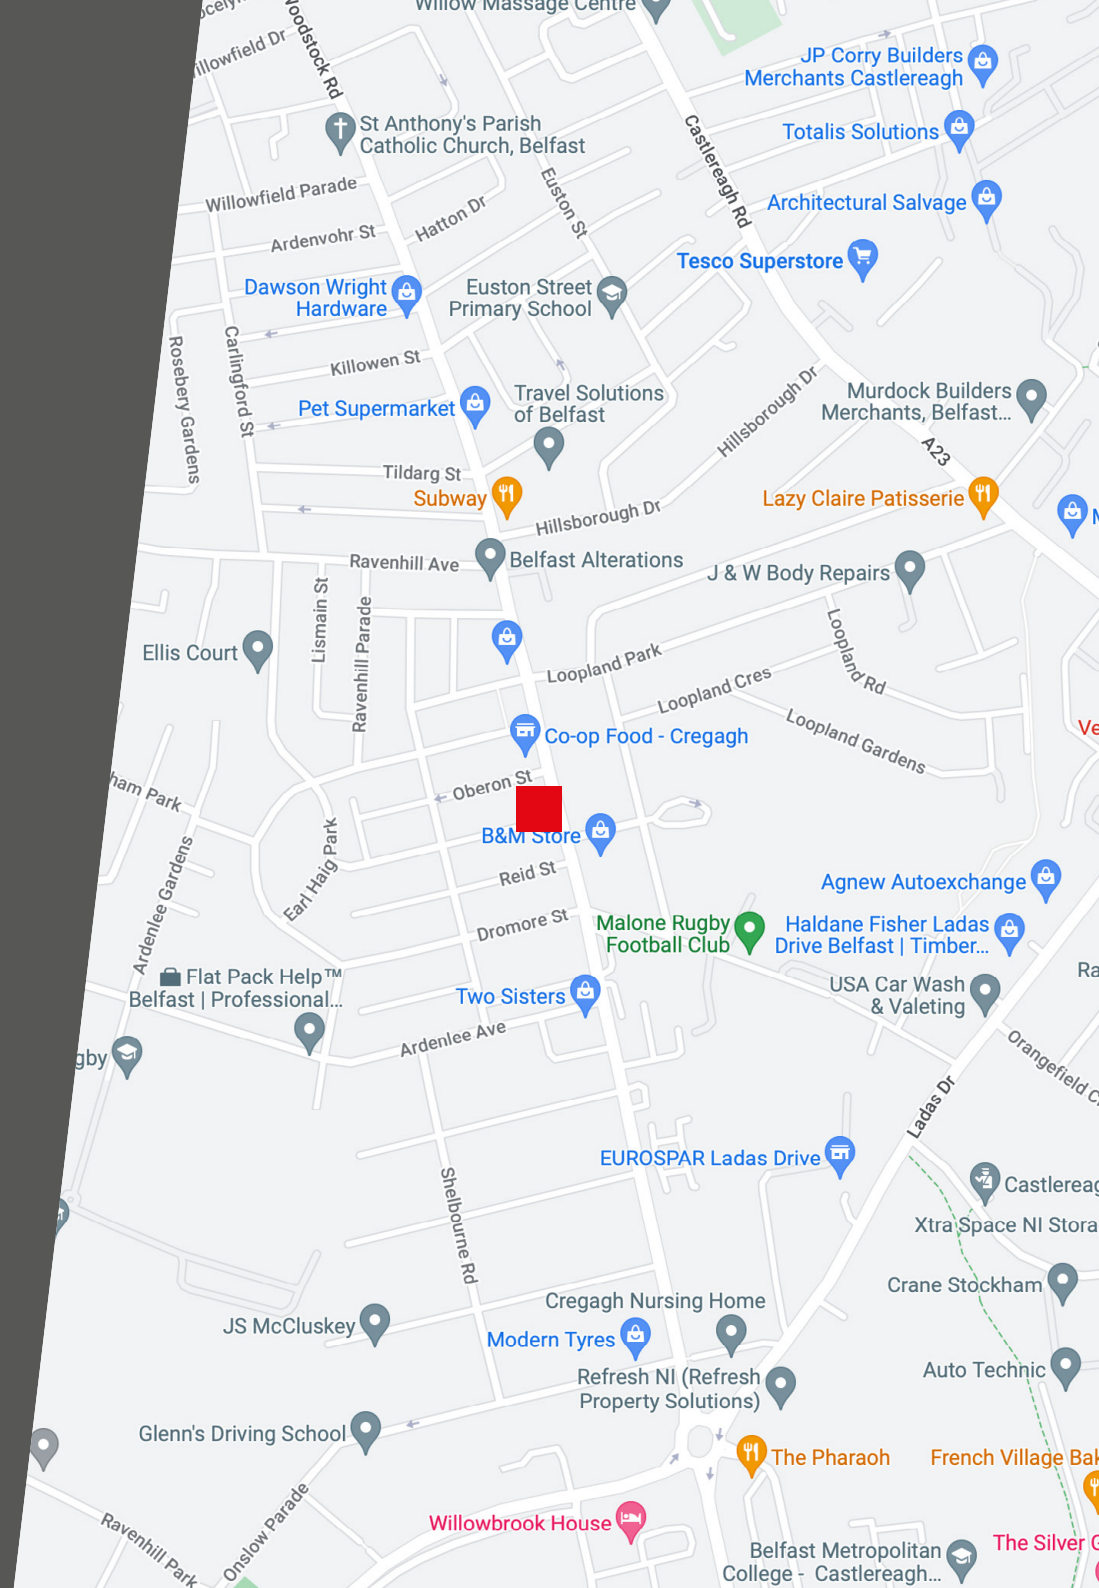 Willow Massage Centre
Woodstock Rd
Willowfield Dr
JP Corry Builders
Merchants Castlereagh
Totalis Solutions
Castlereagh Rd
St Anthony's Parish
Catholic Church, Belfast
Willowfield Parade
Euston St
Architectural Salvage
Hatton Dr
Ardenvohr St
Tesco Superstore
Dawson Wright
Hardware
Euston Street
Primary School
Carlingford St
Rosebery Gardens
Killowen St
Travel Solutions
of Belfast
Pet Supermarket
Hillsborough Dr
Murdock Builders
Merchants, Belfast...
A23
Tildarg St
Subway
Hillsborough Dr
Lazy Claire Patisserie
M
Ravenhill Ave
Belfast Alterations
J & W Body Repairs
Lismain St
Ravenhill Parade
Ellis Court
Loopland Park
Loopland Rd
Loopland Cres
Loopland Gardens
Ve
Co-op Food - Cregagh
Oberon St
ham Park
B&M Store
Earl Haig Park
Ardenlee Gardens
Reid St
Agnew Autoexchange
Dromore St
Malone Rugby
Football Club
Haldane Fisher Ladas
Drive Belfast | Timber...
Flat Pack Help™
Belfast | Professional...
Ra
USA Car Wash
& Valeting
Two Sisters
Ardenlee Ave
gby
Orangefield C
Ladas Dr
EUROSPAR Ladas Drive
Castlereag
Shelbourne Rd
Xtra Space NI Stora
Crane Stockham
Cregagh Nursing Home
JS McCluskey
Modern Tyres
Auto Technic
Refresh NI (Refresh
Property Solutions)
Glenn's Driving School
The Pharaoh
French Village Bak
Onslow Parade
Ravenhill Park
Willowbrook House
The Silver G
Belfast Metropolitan
College - Castlereagh...